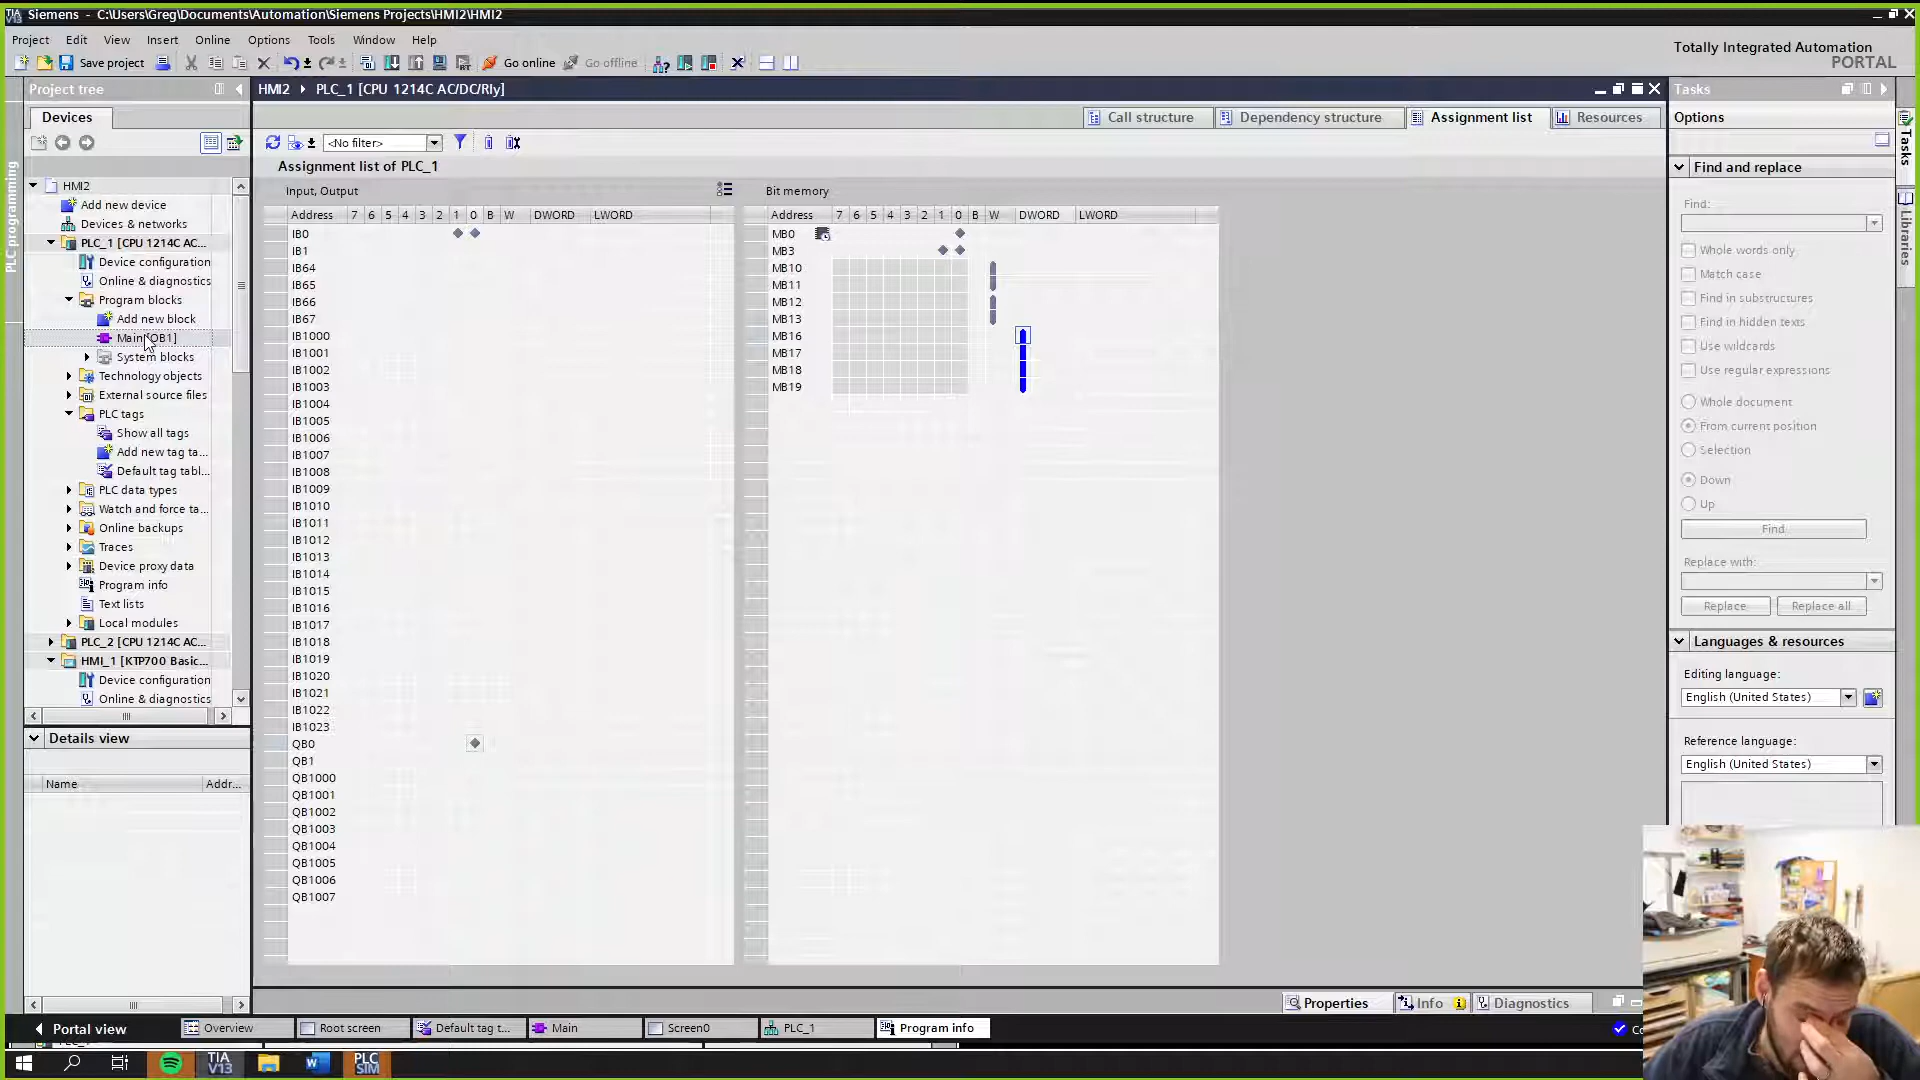 Siemens - C:\Users\Greg\Documents\Automation\Siemens Projects\HMI2\HMI2
Project Edit View Insert Online Options Tools Window Help
Totally Integrated Automation
PORTAL
Save project Go online Go offline
Project tree
HMI2 PLC_1 [CPU 1214C AC/DC/Rly]
Tasks
Devices
Call structure Dependency structure Assignment list Resources
Options
<No filter>
Assignment list of PLC_1
Find and replace
Input, Output
Bit memory
Address 7 6 5 4 3 2 1 0 B W DWORD LWORD
Address 7 6 5 4 3 2 1 0 B W DWORD LWORD
IB0
IB1
IB64
IB65
IB66
IB67
IB1000
IB1001
IB1002
IB1003
IB1004
IB1005
IB1006
IB1007
IB1008
IB1009
IB1010
IB1011
IB1012
IB1013
IB1014
IB1015
IB1016
IB1017
IB1018
IB1019
IB1020
IB1021
IB1022
IB1023
QB0
QB1
QB1000
QB1001
QB1002
QB1003
QB1004
QB1005
QB1006
QB1007
MB0
MB3
MB10
MB11
MB12
MB13
MB16
MB17
MB18
MB19
HMI2
Add new device
Devices & networks
PLC_1 [CPU 1214C AC...
Device configuration
Online & diagnostics
Program blocks
Add new block
Main [OB1]
System blocks
Technology objects
External source files
PLC tags
Show all tags
Add new tag ta...
Default tag tabl...
PLC data types
Watch and force ta...
Online backups
Traces
Device proxy data
Program info
Text lists
Local modules
PLC_2 [CPU 1214C AC...
HMI_1 [KTP700 Basic...
Device configuration
Online & diagnostics
Details view
Name Addr...
PLC programming
Find:
Whole words only
Match case
Find in substructures
Find in hidden texts
Use wildcards
Use regular expressions
Whole document
From current position
Selection
Down
Up
Find
Replace with:
Replace Replace all
Languages & resources
Editing language:
English (United States)
Reference language:
English (United States)
Tasks
Libraries
Properties Info Diagnostics
Portal view Overview Root screen Default tag t... Main Screen0 PLC_1 Program info
TIA
V13
PLC
SIM